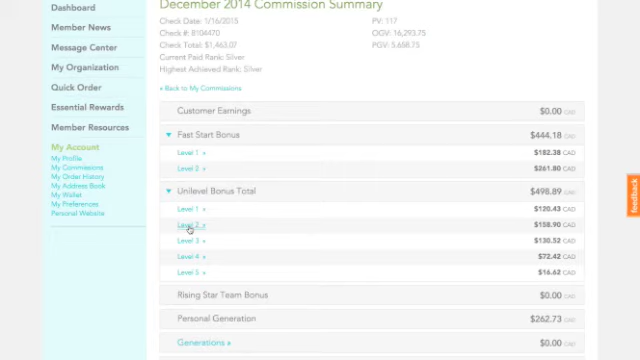 Dashboard
Member News
Message Center
My Organization
Quick Order
Essential Rewards
Member Resources
My Account
My Profile
My Commissions
My Order History
My Address Book
My Wallet
My Preferences
Personal Website
December 2014 Commission Summary
Check Date: 1/16/2015
Check #: 8104470
Check Total: $1,463.07
Current Paid Rank: Silver
Highest Achieved Rank: Silver
PV: 117
OGV: 16,293.75
PGV: 5,658.75
« Back to My Commissions
Customer Earnings $0.00 CAD
Fast Start Bonus $444.18 CAD
Level 1 » $182.38 CAD
Level 2 » $261.80 CAD
Unilevel Bonus Total $498.89 CAD
Level 1 » $120.43 CAD
Level 2 » $158.90 CAD
Level 3 » $130.52 CAD
Level 4 » $72.42 CAD
Level 5 » $16.62 CAD
Rising Star Team Bonus $0.00 CAD
Personal Generation $262.73 CAD
Generations » $0.00 CAD
feedback